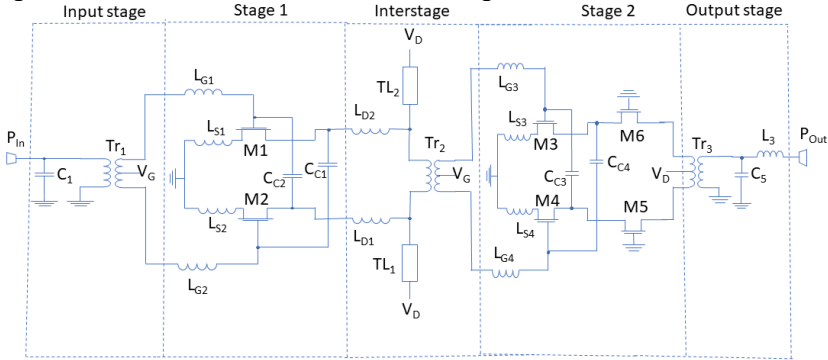 Input stage
Stage 1
Interstage
Stage 2
Output stage
P_In
C_1
Tr_1
V_G
L_G1
L_S1
M1
C_C2
C_C1
M2
L_S2
L_G2
V_D
TL_2
L_D2
Tr_2
V_G
L_D1
TL_1
V_D
L_G3
L_S3
M3
C_C3
C_C4
M4
L_S4
L_G4
M6
V_D
Tr_3
M5
L_3
C_5
P_Out